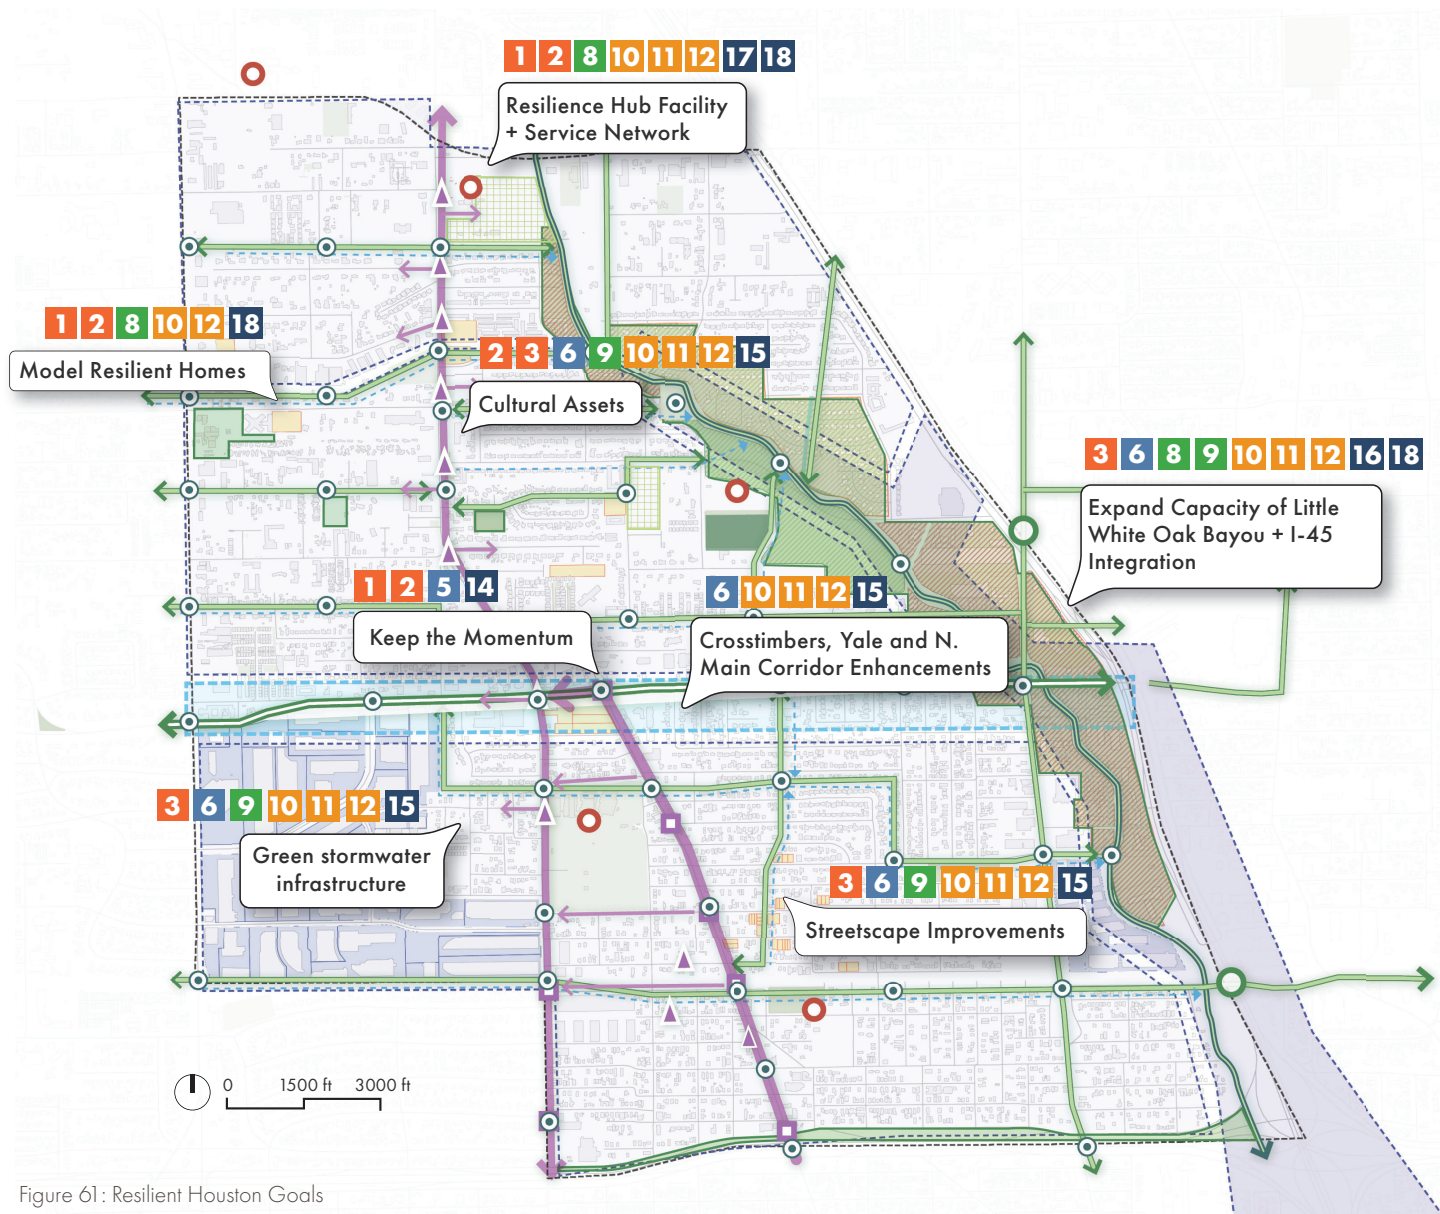 1 2 8 10 11 12 17 18
Resilience Hub Facility
+ Service Network
1 2 8 10 12 18
Model Resilient Homes
2 3 6 9 10 11 12 15
Cultural Assets
3 6 8 9 10 11 12 16 18
Expand Capacity of Little
White Oak Bayou + I-45
Integration
1 2 5 14
Keep the Momentum
6 10 11 12 15
Crosstimbers, Yale and N.
Main Corridor Enhancements
3 6 9 10 11 12 15
Green stormwater
infrastructure
3 6 9 10 11 12 15
Streetscape Improvements
0 1500 ft 3000 ft
Figure 61: Resilient Houston Goals